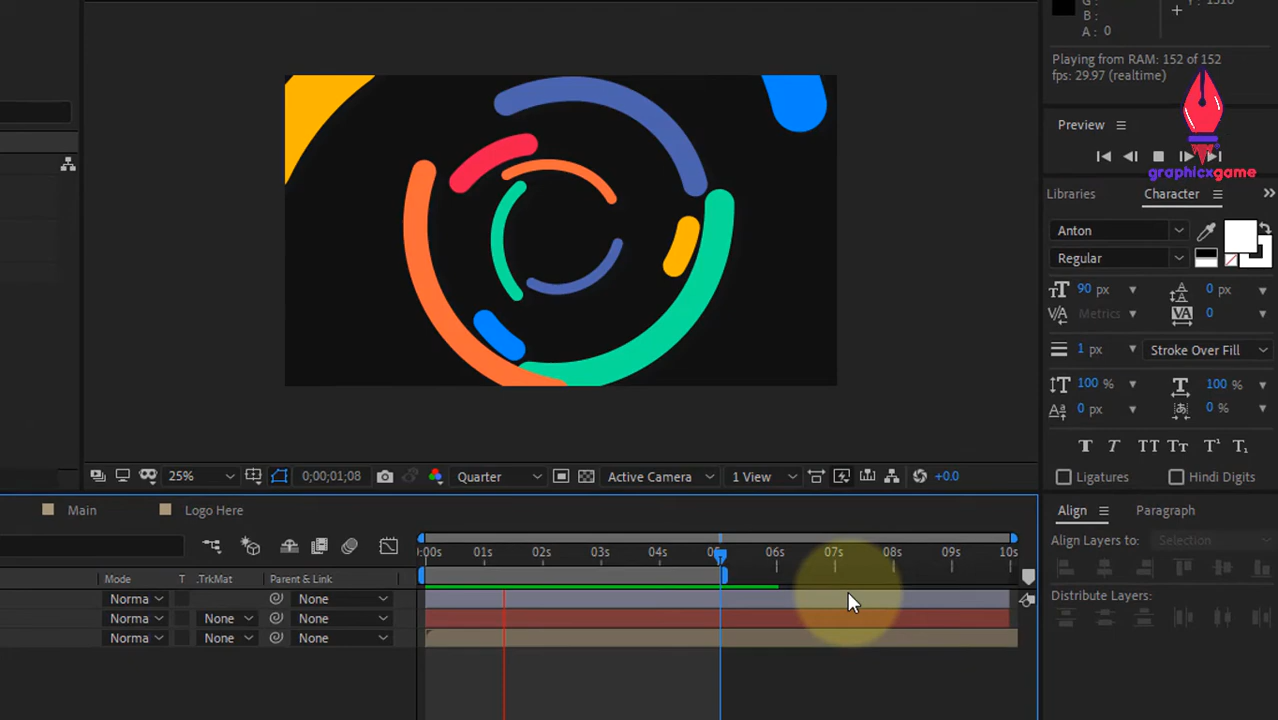 G:
B:
A: 0
Playing from RAM: 152 of 152
fps: 29.97 (realtime)
Preview
graphicxgame
Libraries
Character
Anton
Regular
90 px
0 px
Metrics
0
1 px
Stroke Over Fill
100 %
100 %
0 px
0 %
Ligatures
Hindi Digits
25%
0;00;01;08
Quarter
Active Camera
1 View
+0.0
Main
Logo Here
:00s
01s
02s
03s
04s
06s
07s
08s
09s
10s
Mode
T
.TrkMat
Parent & Link
Norma
None
Norma
None
None
Norma
None
None
Align
Paragraph
Align Layers to:
Selection
Distribute Layers: